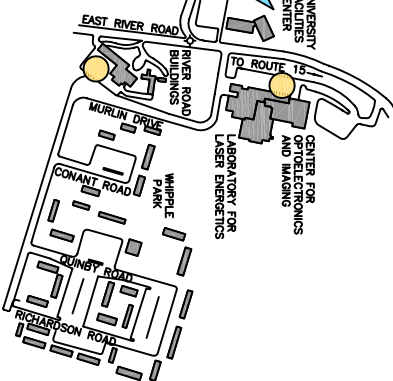 EAST RIVER ROAD
UNIVERSITY
FACILITIES
CENTER
TO ROUTE 15
RIVER ROAD
BUILDINGS
MURLIN DRIVE
CENTER FOR
OPTOELECTRONICS
AND IMAGING
LABORATORY FOR
LASER ENERGETICS
CONANT ROAD
WHIPPLE
PARK
QUINBY ROAD
RICHARDSON ROAD